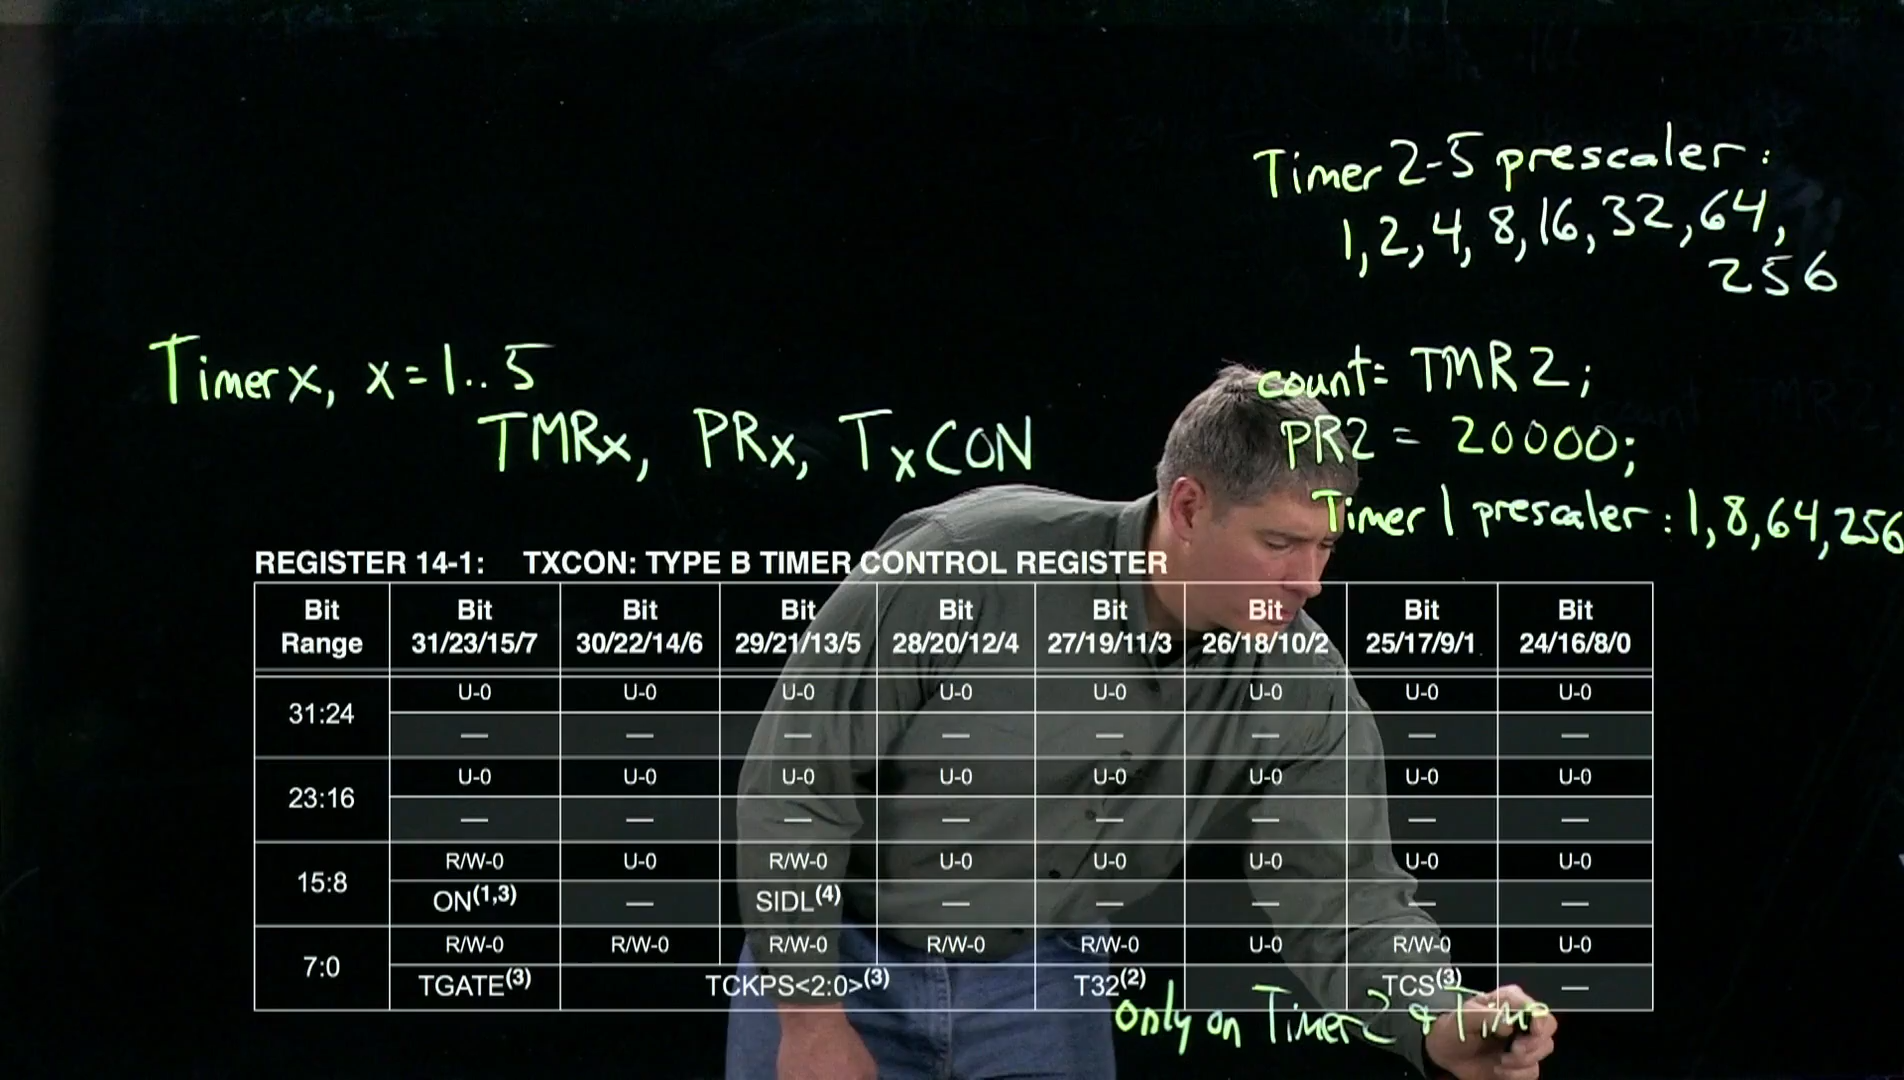 Timer 2-5 prescaler:
1, 2, 4, 8, 16, 32, 64,
256
Timer x, x=1..5
TMRx, PRx, TxCON
count= TMR2;
PR2 = 20000;
Timer 1 prescaler: 1, 8, 64, 256
REGISTER 14-1: TXCON: TYPE B TIMER CONTROL REGISTER
Bit Range Bit 31/23/15/7 Bit 30/22/14/6 Bit 29/21/13/5 Bit 28/20/12/4 Bit 27/19/11/3 Bit 26/18/10/2 Bit 25/17/9/1 Bit 24/16/8/0
31:24 U-0 U-0 U-0 U-0 U-0 U-0 U-0 U-0
— — — — — — — —
23:16 U-0 U-0 U-0 U-0 U-0 U-0 U-0 U-0
— — — — — — — —
15:8 R/W-0 U-0 R/W-0 U-0 U-0 U-0 U-0 U-0
ON(1,3) — SIDL(4) — — — — —
7:0 R/W-0 R/W-0 R/W-0 R/W-0 R/W-0 U-0 R/W-0 U-0
TGATE(3) TCKPS<2:0>(3) T32(2) TCS(3) —
only on Timer 2 &